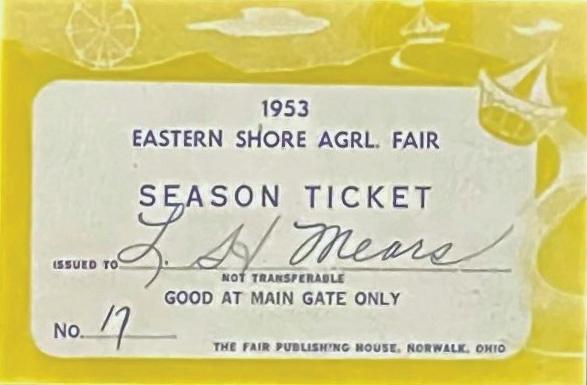 1953
EASTERN SHORE AGRL. FAIR
SEASON TICKET
ISSUED TO L. H. Mears
NOT TRANSFERABLE
GOOD AT MAIN GATE ONLY
No. 17
THE FAIR PUBLISHING HOUSE, NORWALK, OHIO